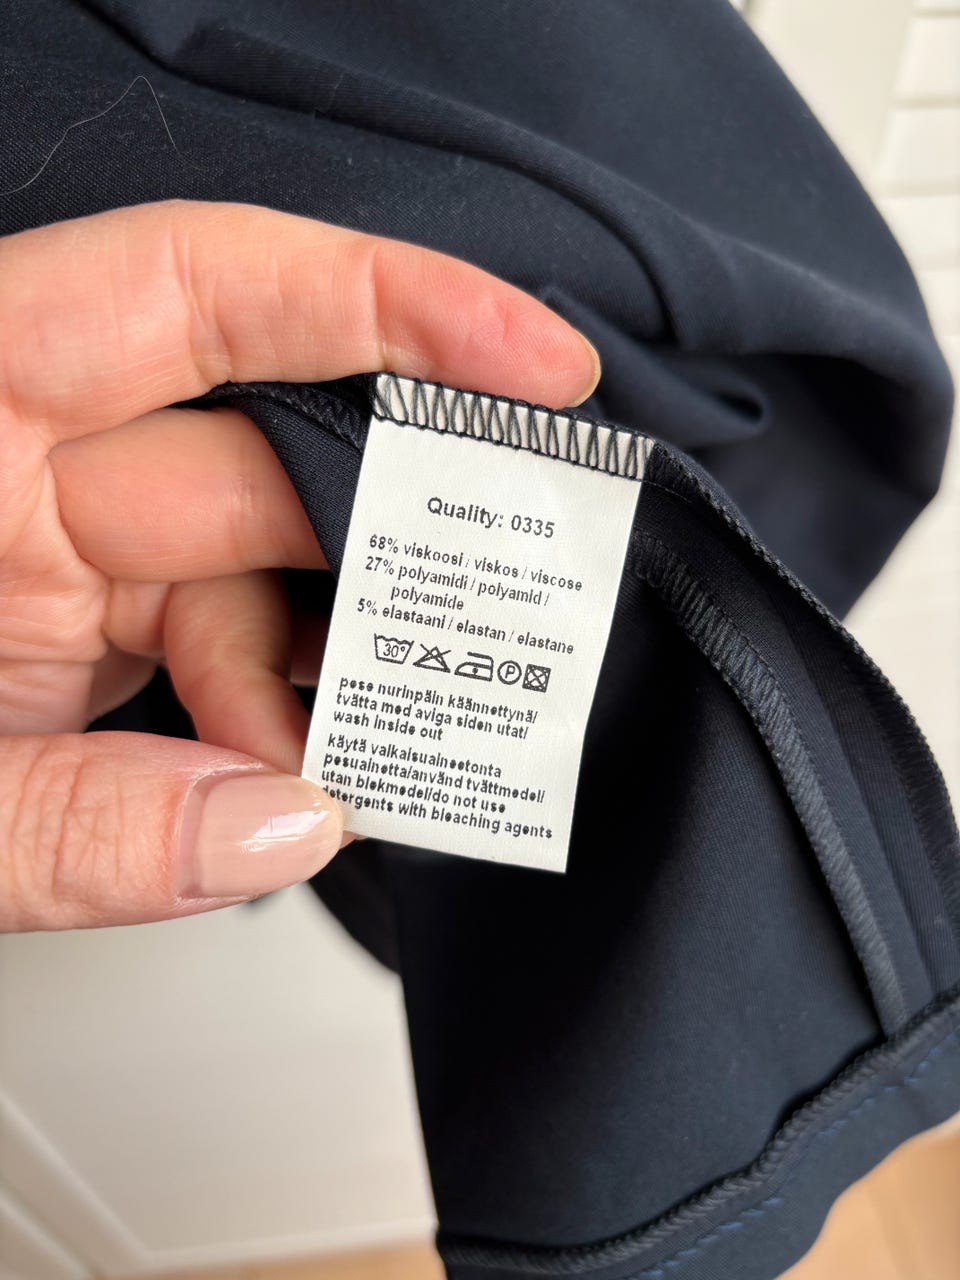 Quality: 0335
68% viskoosi / viskos / viscose
27% polyamidi / polyamid /
polyamide
5% elastaani / elastan / elastane
30° P
pese nurinpäin käännettynä/
tvätta med aviga sidan utat/
wash inside out
käytä valkaisuaineetonta
pesuainetta/använd tvättmedel/
utan blekmedel/do not use
detergents with bleaching agents